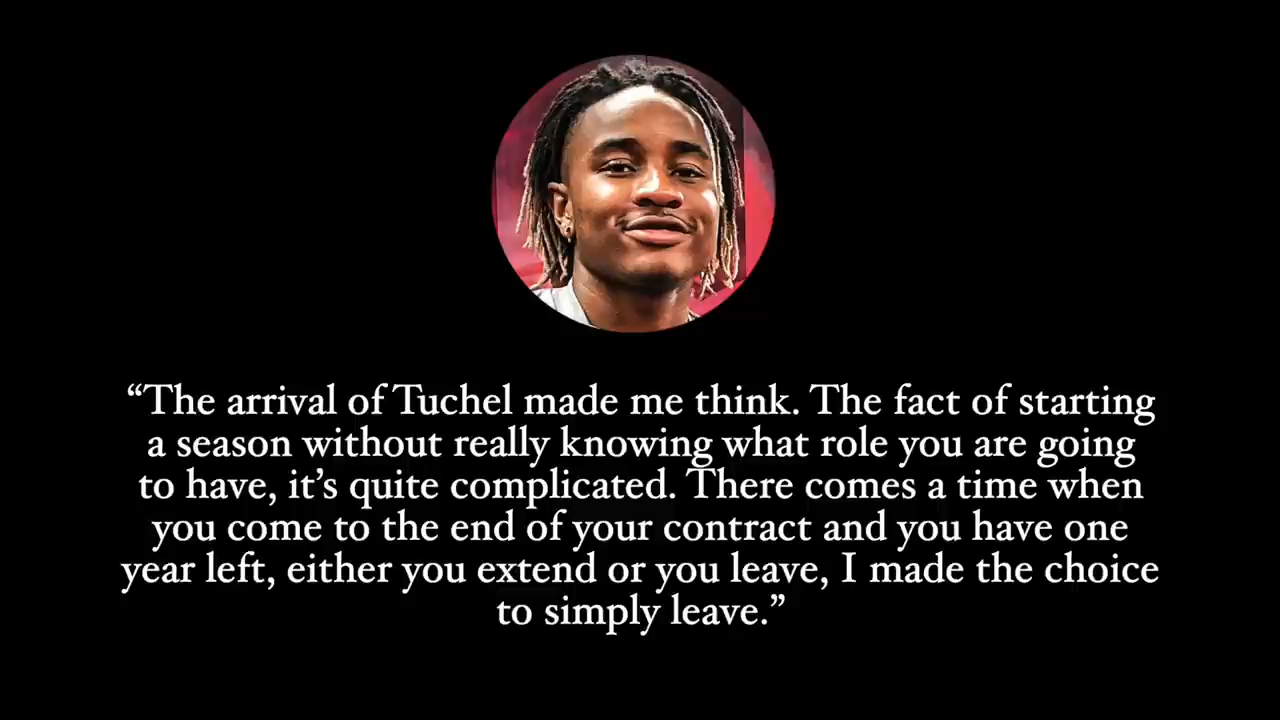 “The arrival of Tuchel made me think. The fact of starting
a season without really knowing what role you are going
to have, it’s quite complicated. There comes a time when
you come to the end of your contract and you have one
year left, either you extend or you leave, I made the choice
to simply leave.”